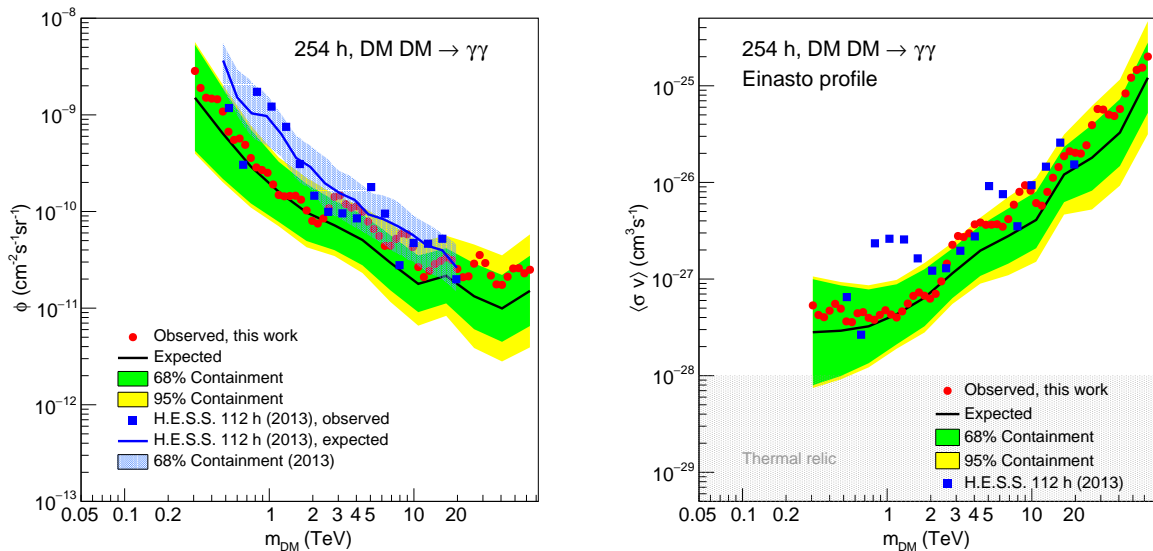 254 h, DM DM → γγ
ϕ (cm⁻²s⁻¹sr⁻¹)
10⁻⁸
10⁻⁹
10⁻¹⁰
10⁻¹¹
10⁻¹²
10⁻¹³
Observed, this work
Expected
68% Containment
95% Containment
H.E.S.S. 112 h (2013), observed
H.E.S.S. 112 h (2013), expected
68% Containment (2013)
0.05 0.1 0.2 1 2 3 4 5 10 20
m_DM (TeV)
254 h, DM DM → γγ
Einasto profile
⟨σ v⟩ (cm³s⁻¹)
10⁻²⁵
10⁻²⁶
10⁻²⁷
10⁻²⁸
10⁻²⁹
Observed, this work
Expected
68% Containment
95% Containment
H.E.S.S. 112 h (2013)
Thermal relic
0.05 0.1 0.2 1 2 3 4 5 10 20
m_DM (TeV)